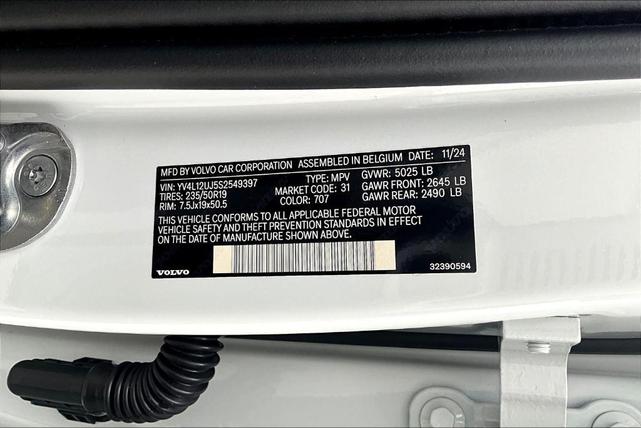 MFD BY VOLVO CAR CORPORATION ASSEMBLED IN BELGIUM DATE: 11/24
VIN: YV4L12UJ5S2549397 TYPE: MPV GVWR: 5025 LB
TIRES: 235/50R19 MARKET CODE: 31 GAWR FRONT: 2645 LB
RIM: 7.5Jx19x50.5 COLOR: 707 GAWR REAR: 2490 LB
THIS VEHICLE CONFORMS TO ALL APPLICABLE FEDERAL MOTOR
VEHICLE SAFETY AND THEFT PREVENTION STANDARDS IN EFFECT
ON THE DATE OF MANUFACTURE SHOWN ABOVE.
VOLVO 32390594